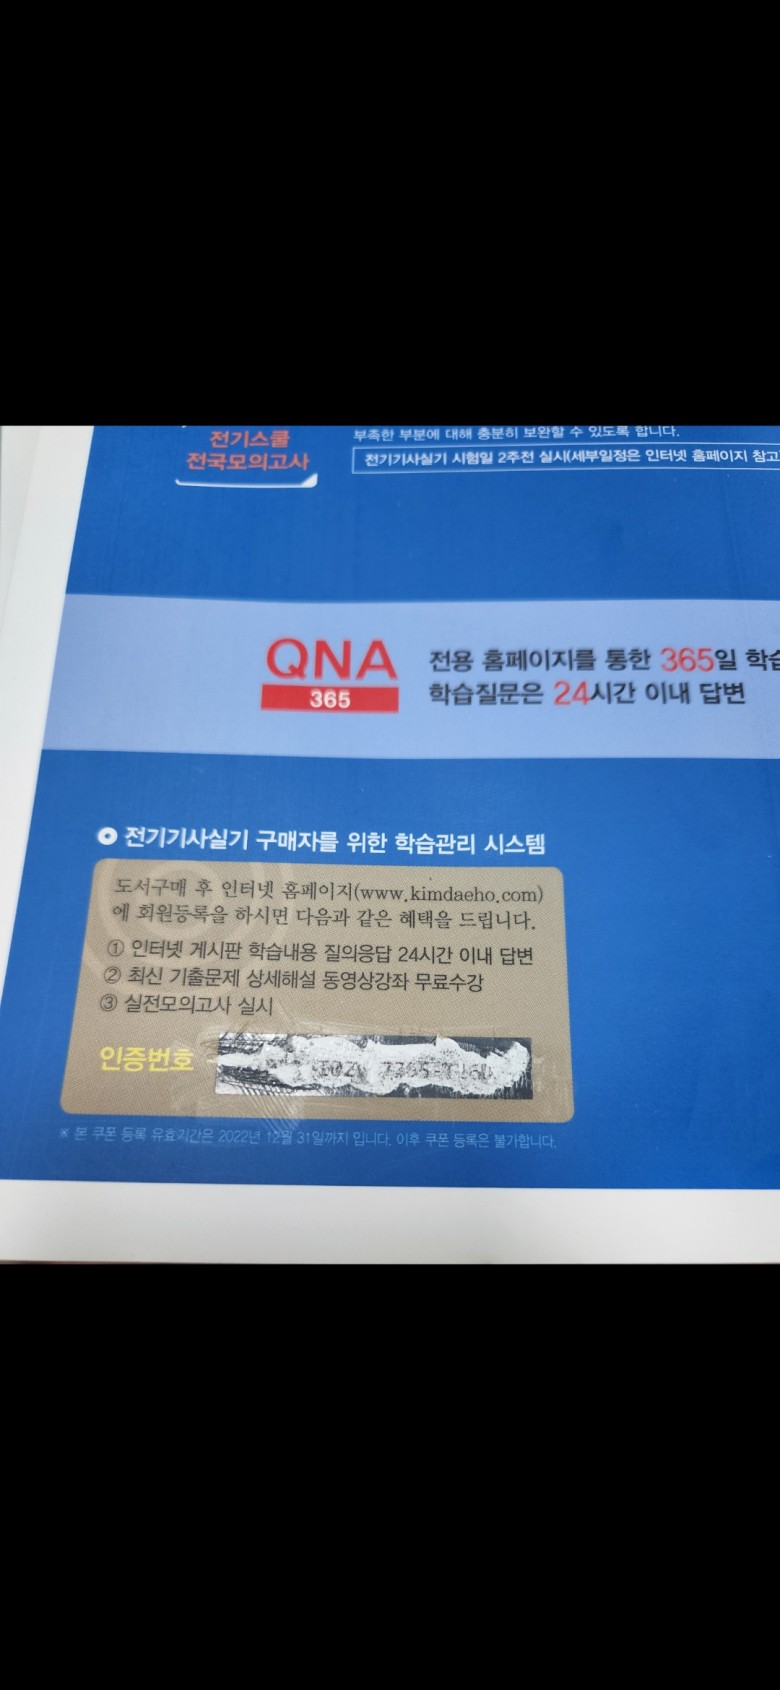 전기스쿨
전국모의고사
부족한 부분에 대해 충분히 보완할 수 있도록 합니다.
전기기사실기 시험일 2주전 실시(세부일정은 인터넷 홈페이지 참고
QNA
365
전용 홈페이지를 통한 365일 학습
학습질문은 24시간 이내 답변
전기기사실기 구매자를 위한 학습관리 시스템
도서구매 후 인터넷 홈페이지(www.kimdaeho.com)
에 회원등록을 하시면 다음과 같은 혜택을 드립니다.
① 인터넷 게시판 학습내용 질의응답 24시간 이내 답변
② 최신 기출문제 상세해설 동영상강좌 무료수강
③ 실전모의고사 실시
인증번호
※ 본 쿠폰 등록 유효기간은 2022년 12월 31일까지 입니다. 이후 쿠폰 등록은 불가합니다.